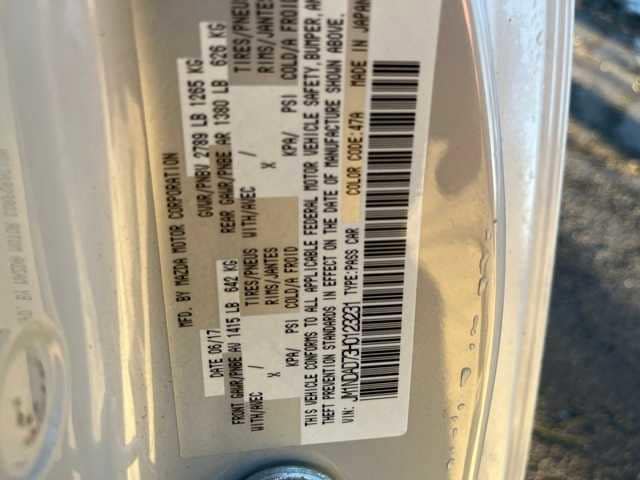 MFD. BY MAZDA MOTOR CORPORATION
DATE 06/17 GVWR/PNBV 2789 LB 1265 KG
FRONT GAWR/PNBE AV 1415 LB 642 KG REAR GAWR/PNBE AR 1380 LB 626 KG
WITH/AVEC / TIRES/PNEUS WITH/AVEC / TIRES/PNEUS
X RIMS/JANTES X RIMS/JANTES
KPA/ PSI COLD/A FROID KPA/ PSI COLD/A FROID
THIS VEHICLE CONFORMS TO ALL APPLICABLE FEDERAL MOTOR VEHICLE SAFETY, BUMPER, AN
THEFT PREVENTION STANDARDS IN EFFECT ON THE DATE OF MANUFACTURE SHOWN ABOVE.
VIN: JM1NDAD73H0123231 TYPE:PASS CAR COLOR CODE:47A MADE IN JAPAN